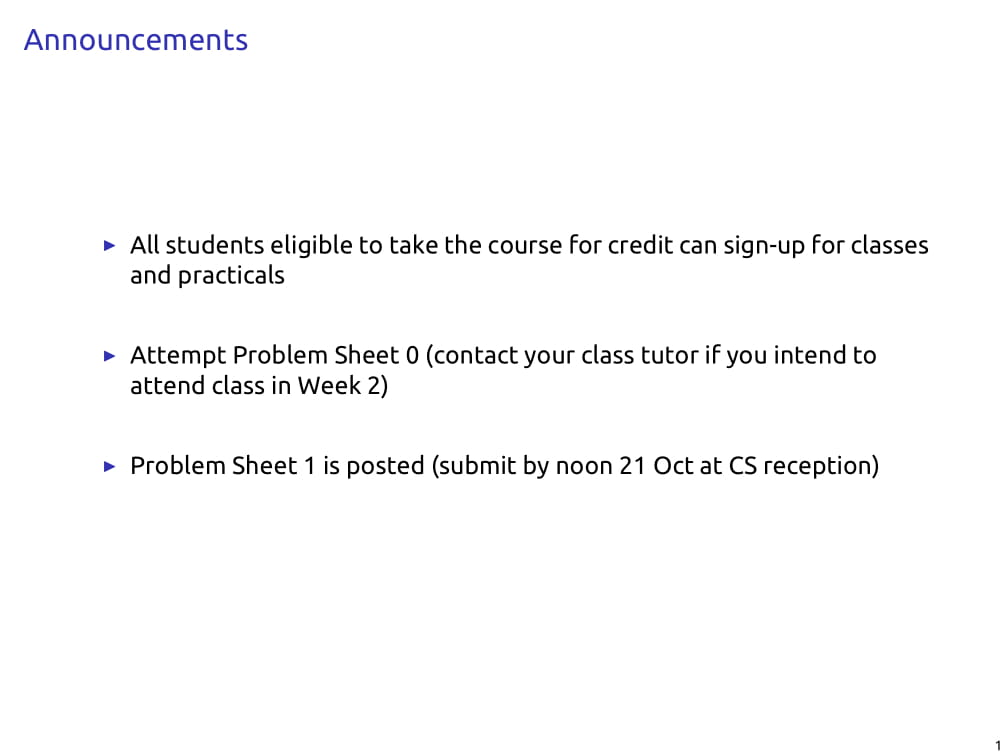 Announcements
▶ All students eligible to take the course for credit can sign-up for classes
and practicals
▶ Attempt Problem Sheet 0 (contact your class tutor if you intend to
attend class in Week 2)
▶ Problem Sheet 1 is posted (submit by noon 21 Oct at CS reception)
1